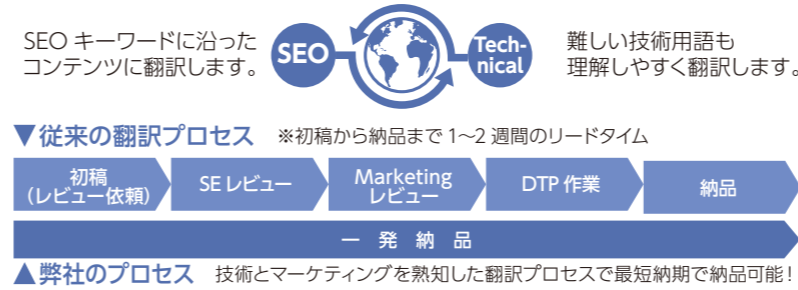 SEO キーワードに沿った
コンテンツに翻訳します。
SEO
Tech-
nical
難しい技術用語も
理解しやすく翻訳します。
▼従来の翻訳プロセス ※初稿から納品まで 1〜2 週間のリードタイム
初稿
(レビュー依頼)
SE レビュー
Marketing
レビュー
DTP 作業
納品
一発納品
▲弊社のプロセス 技術とマーケティングを熟知した翻訳プロセスで最短納期で納品可能！